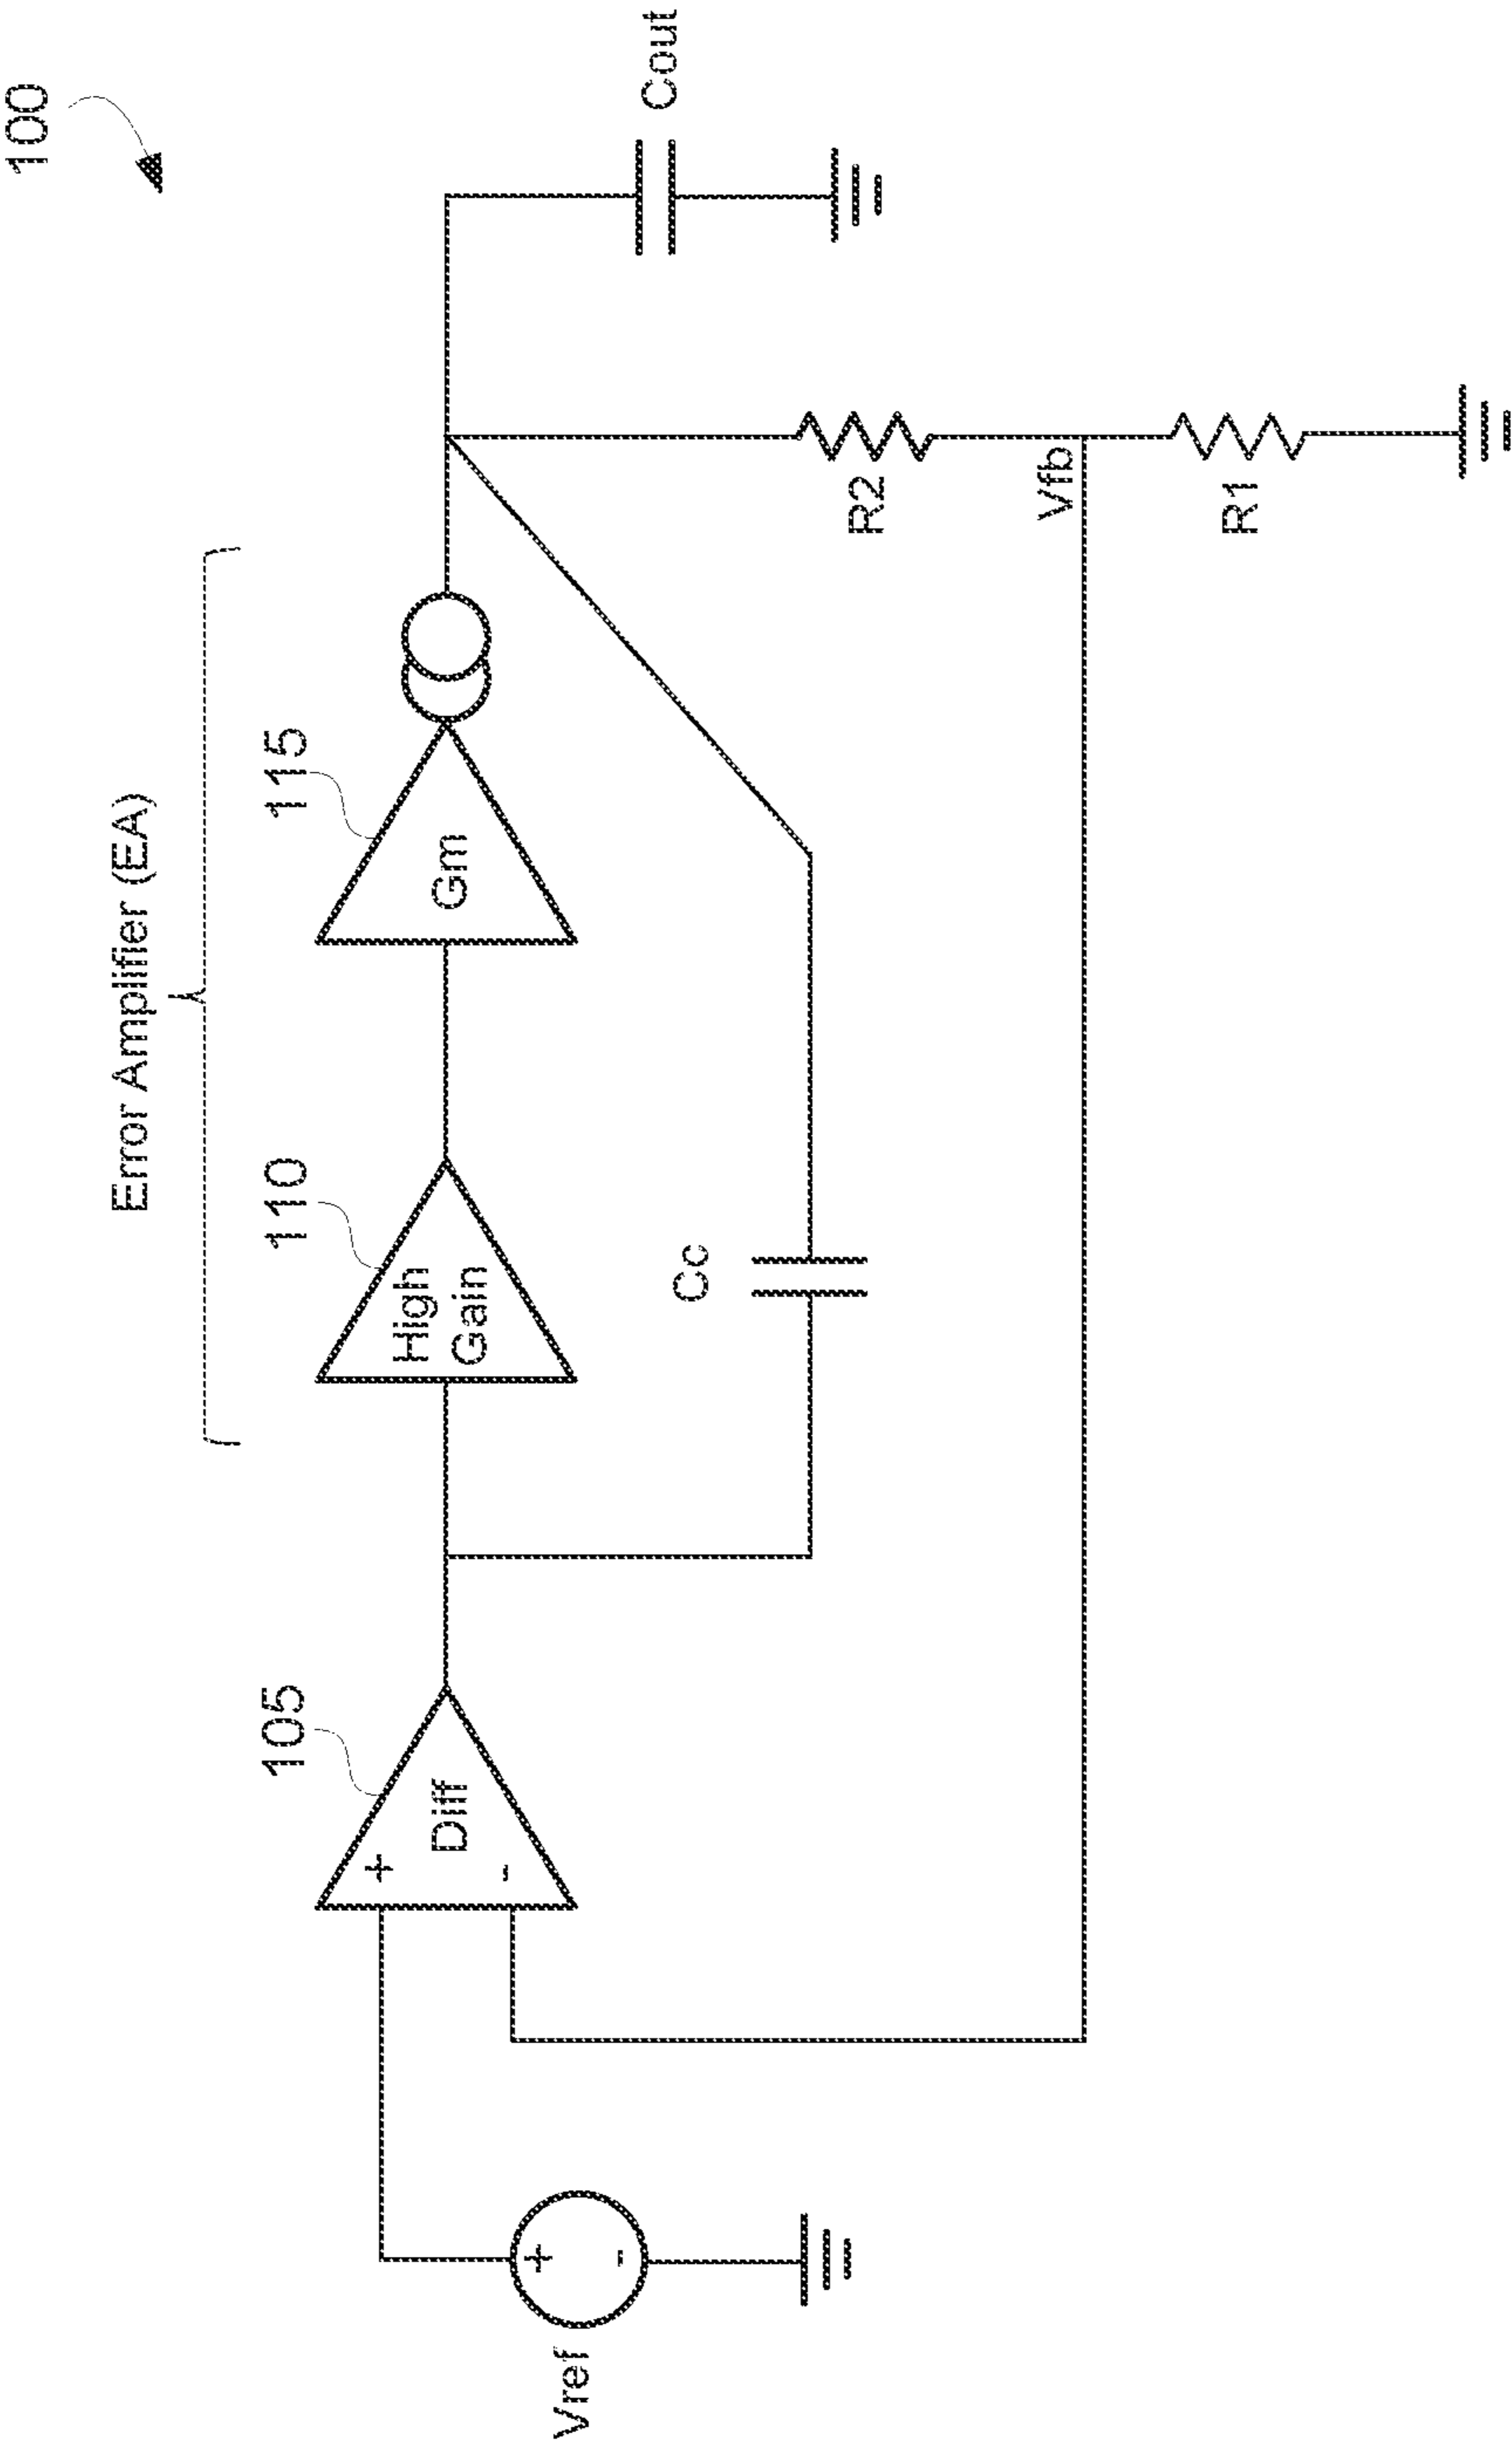 100
Error Amplifier (EA)
105
110
115
+
-
Diff
High
Gain
Gm
Vref
+
-
Cc
Cout
R2
Vfb
R1